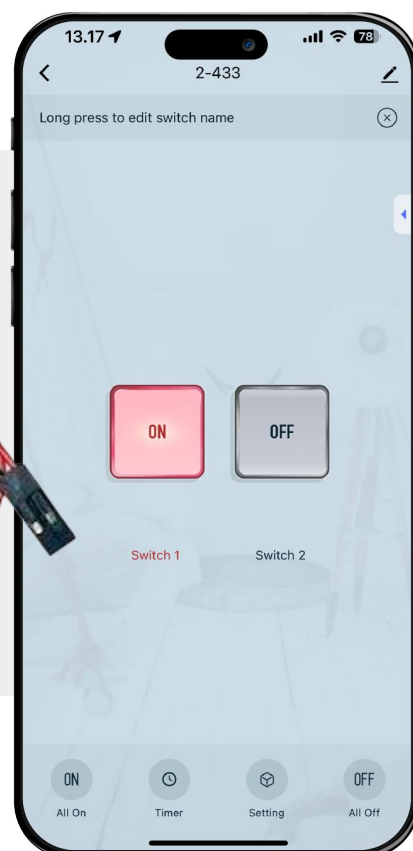 13.17
78
2-433
Long press to edit switch name
ON
OFF
Switch 1
Switch 2
ON
OFF
All On
Timer
Setting
All Off